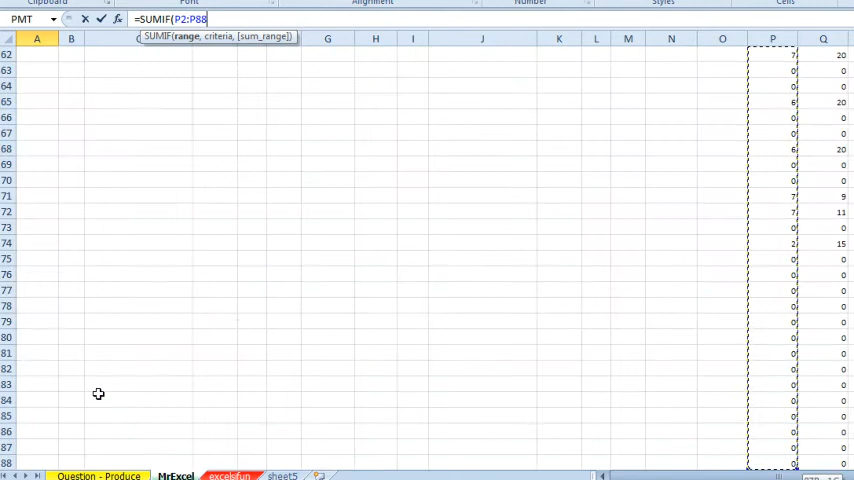 Clipboard Font Alignment Number Styles Cells
PMT =SUMIF(P2:P88
SUMIF(range, criteria, [sum_range])
A B C G H I J K L M N O P Q
62 7 20
63 0 0
64 0 0
65 6 20
66 0 0
67 0 0
68 6 20
69 0 0
70 0 0
71 7 9
72 7 11
73 0 0
74 2 15
75 0 0
76 0 0
77 0 0
78 0 0
79 0 0
80 0 0
81 0 0
82 0 0
83 0 0
84 0 0
85 0 0
86 0 0
87 0 0
88 0 0
Question - Produce MrExcel excelisfun sheet5